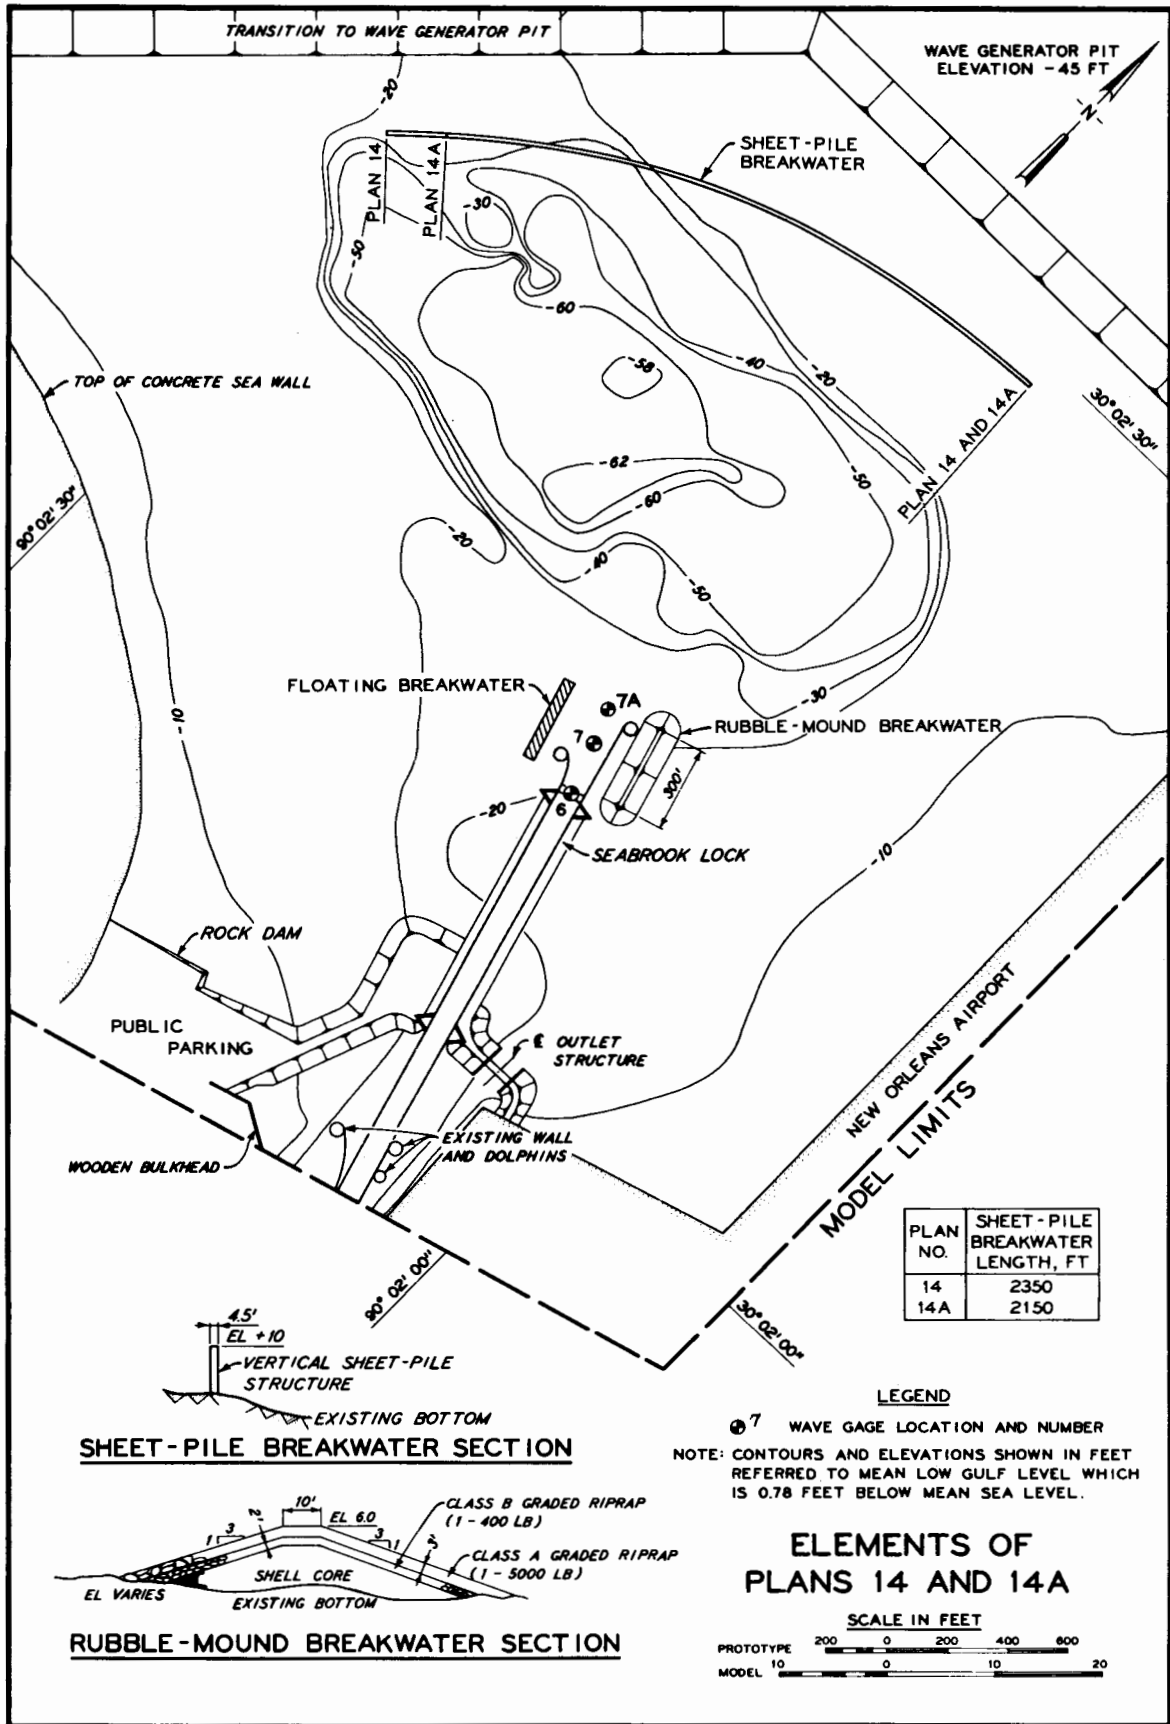 TRANSITION TO WAVE GENERATOR PIT
WAVE GENERATOR PIT
ELEVATION -45 FT
N
-20
SHEET-PILE
BREAKWATER
PLAN 14
PLAN 14A
-30
-50
-60
-58
-40
-20
TOP OF CONCRETE SEA WALL
30° 02' 30"
PLAN 14 AND 14A
-62
-60
-50
90° 02' 30"
-20
-40
-50
FLOATING BREAKWATER
7A
-30
-10
7
RUBBLE-MOUND BREAKWATER
300'
6
-20
SEABROOK LOCK
-10
ROCK DAM
PUBLIC
PARKING
℄ OUTLET
STRUCTURE
NEW ORLEANS AIRPORT
MODEL LIMITS
EXISTING WALL
AND DOLPHINS
WOODEN BULKHEAD
90° 02' 00"
30° 02' 00"
PLAN NO. SHEET-PILE BREAKWATER LENGTH, FT
14 2350
14A 2150
4.5'
EL +10
VERTICAL SHEET-PILE
STRUCTURE
EXISTING BOTTOM
SHEET-PILE BREAKWATER SECTION
LEGEND
7 WAVE GAGE LOCATION AND NUMBER
NOTE: CONTOURS AND ELEVATIONS SHOWN IN FEET
REFERRED TO MEAN LOW GULF LEVEL WHICH
IS 0.78 FEET BELOW MEAN SEA LEVEL.
10'
EL 6.0
1 3
2'
3 1
3'
CLASS B GRADED RIPRAP
(1 - 400 LB)
CLASS A GRADED RIPRAP
(1 - 5000 LB)
SHELL CORE
EL VARIES
EXISTING BOTTOM
RUBBLE-MOUND BREAKWATER SECTION
ELEMENTS OF
PLANS 14 AND 14A
SCALE IN FEET
PROTOTYPE 200 0 200 400 600
MODEL 10 0 10 20